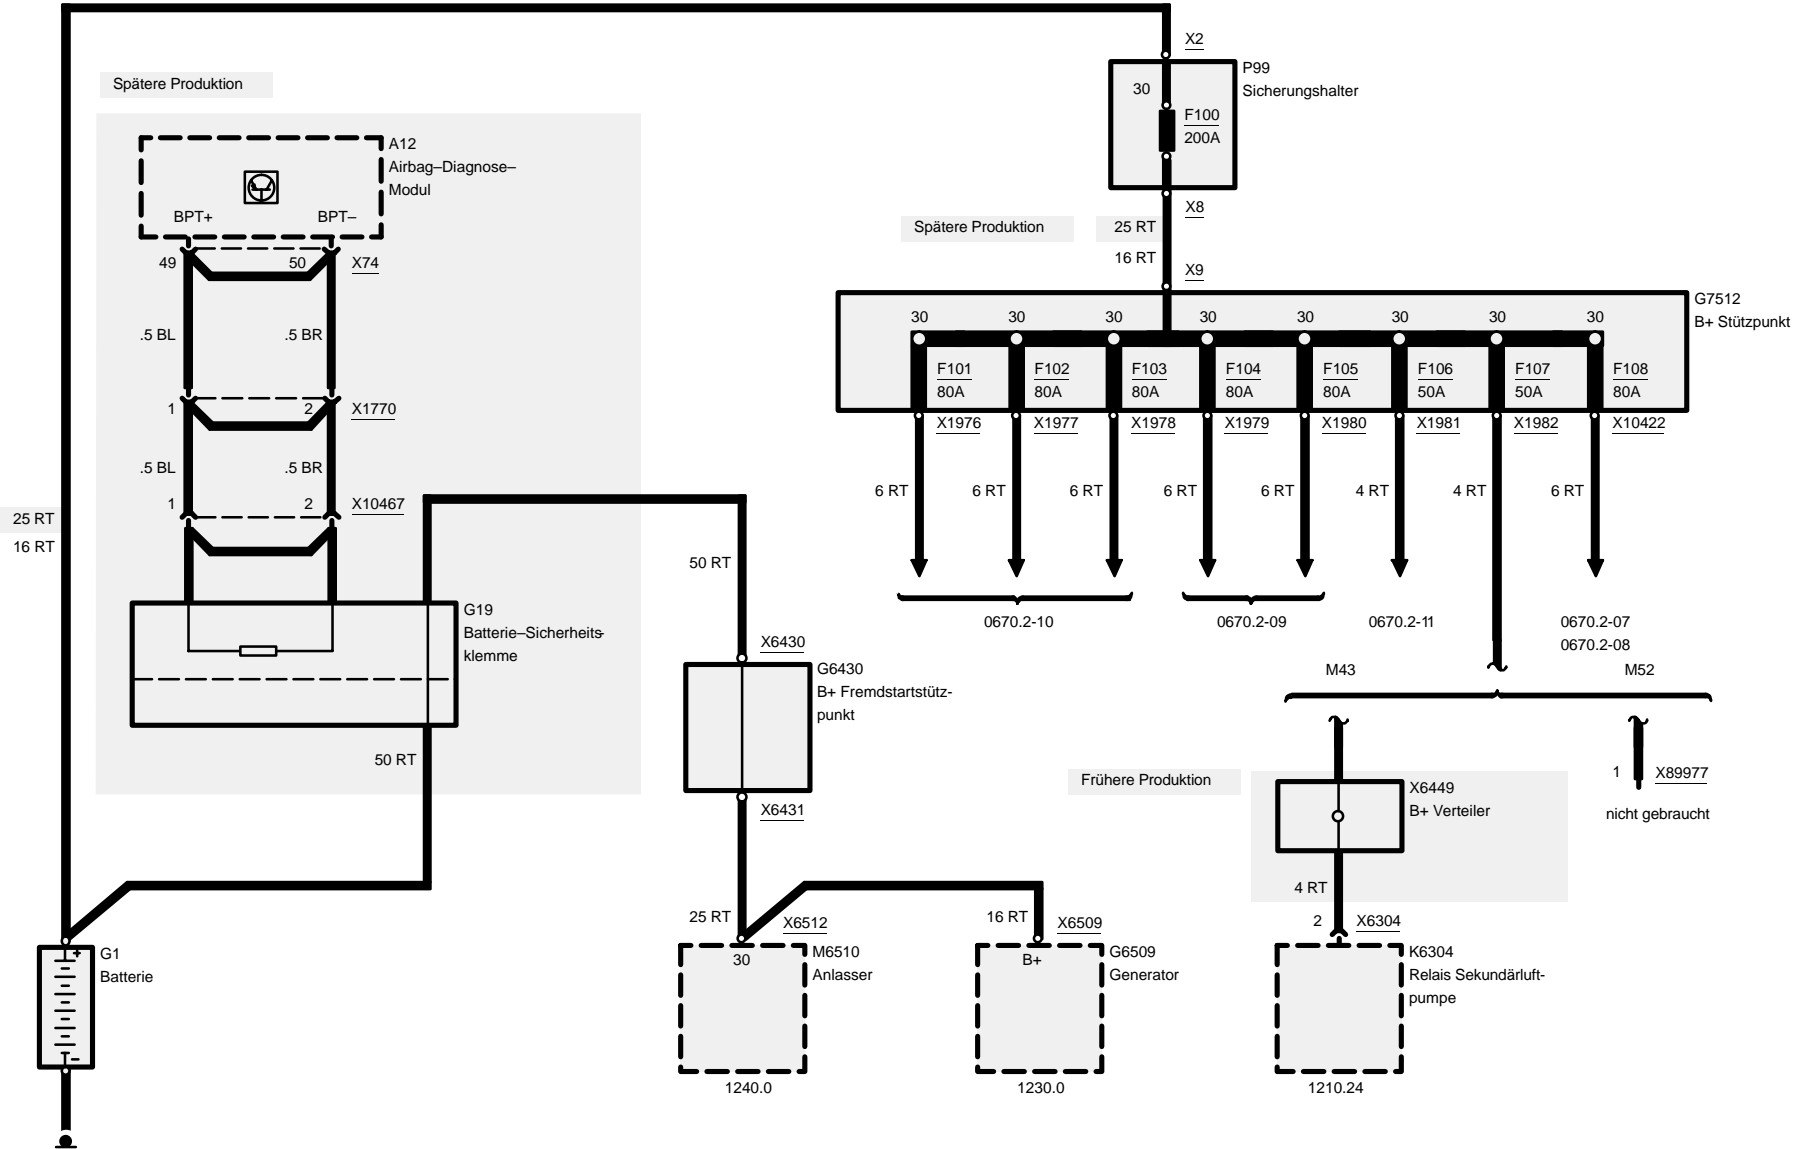 X2
P99
Sicherungshalter
30
F100
200A
X8
Spätere Produktion
A12
Airbag–Diagnose–
Modul
BPT+
BPT–
49
50
X74
.5 BL
.5 BR
1
2
X1770
.5 BL
.5 BR
1
2
X10467
25 RT
16 RT
G19
Batterie–Sicherheits-
klemme
50 RT
50 RT
X6430
G6430
B+ Fremdstartstütz-
punkt
X6431
Spätere Produktion
25 RT
16 RT
X9
G7512
B+ Stützpunkt
30 30 30 30 30 30 30 30
F101 F102 F103 F104 F105 F106 F107 F108
80A 80A 80A 80A 80A 50A 50A 80A
X1976 X1977 X1978 X1979 X1980 X1981 X1982 X10422
6 RT 6 RT 6 RT 6 RT 6 RT 4 RT 4 RT 6 RT
0670.2-10
0670.2-09
0670.2-11
0670.2-07
0670.2-08
M43
M52
Frühere Produktion
X6449
B+ Verteiler
1
X89977
nicht gebraucht
4 RT
2
X6304
K6304
Relais Sekundärluft-
pumpe
1210.24
G1
Batterie
+
–
25 RT
X6512
30
M6510
Anlasser
1240.0
16 RT
X6509
B+
G6509
Generator
1230.0